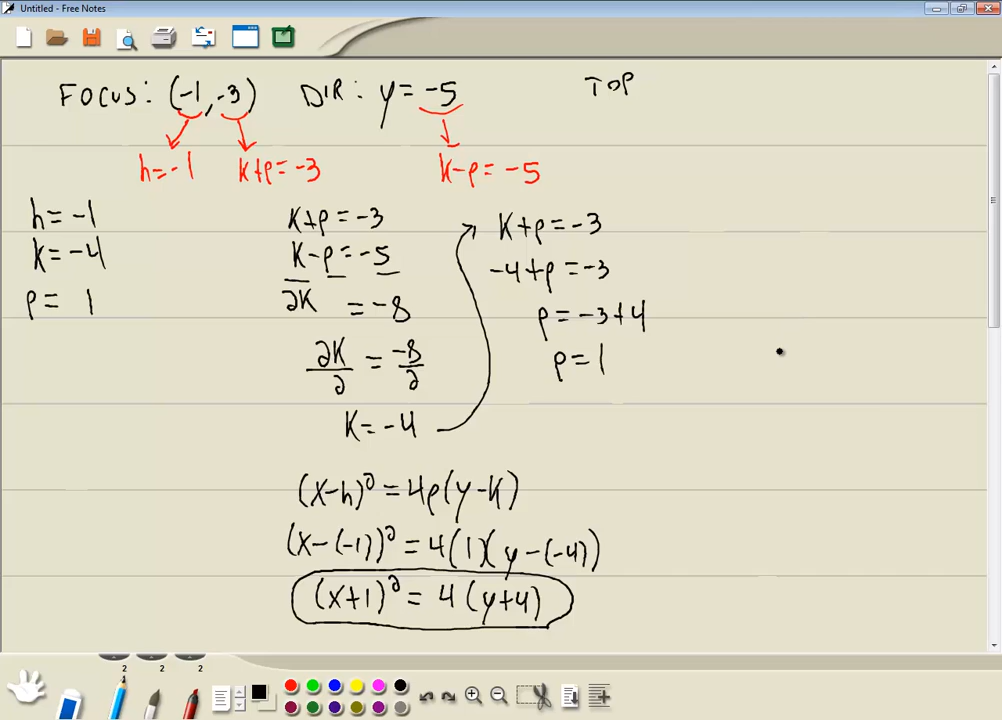 Untitled - Free Notes
FOCUS: (-1, -3) DIR: y = -5 TOP
h = -1 k+p = -3 k-p = -5
h = -1
k = -4
p = 1
k+p = -3
k-p = -5
2k = -8
2k/2 = -8/2
k = -4
k+p = -3
-4+p = -3
p = -3+4
p = 1
(x-h)² = 4p(y-k)
(x-(-1))² = 4(1)(y-(-4))
(x+1)² = 4(y+4)
2 2 2